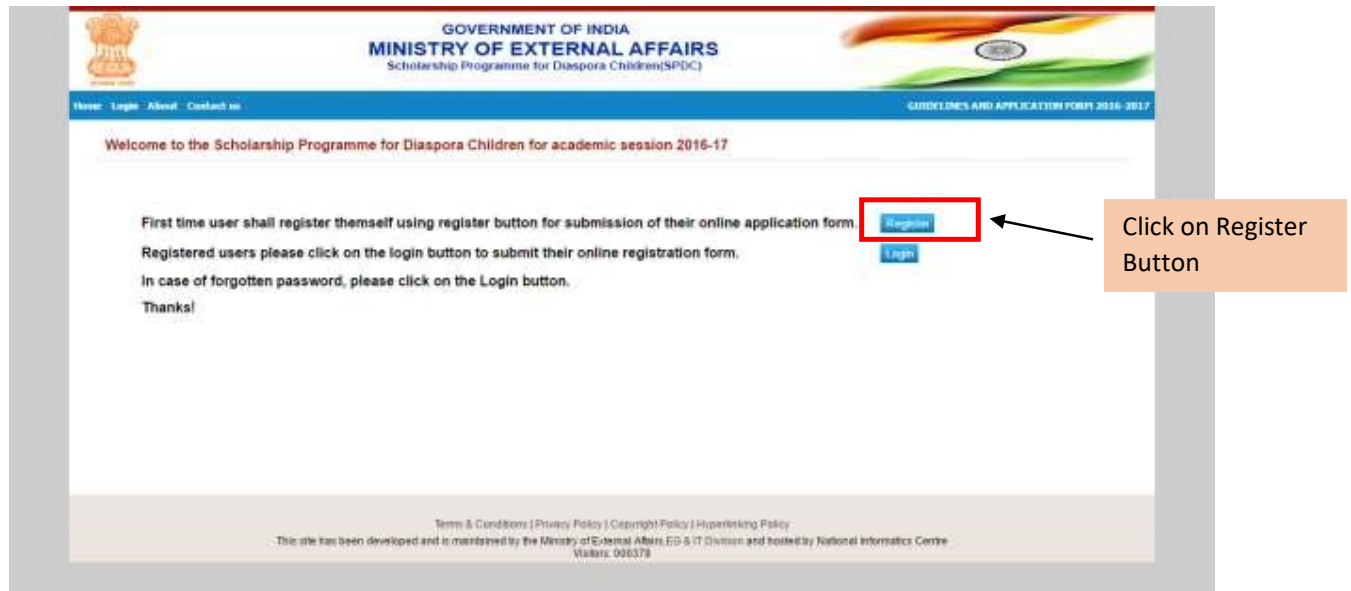 GOVERNMENT OF INDIA
MINISTRY OF EXTERNAL AFFAIRS
Scholarship Programme for Diaspora Children(SPDC)
Home Login About Contact us
GUIDELINES AND APPLICATION FORM 2016-2017
Welcome to the Scholarship Programme for Diaspora Children for academic session 2016-17
First time user shall register themself using register button for submission of their online application form. Register
Registered users please click on the login button to submit their online registration form. Login
In case of forgotten password, please click on the Login button.
Thanks!
Click on Register
Button
Terms & Conditions | Privacy Policy | Copyright Policy | Hyperlinking Policy
This site has been developed and is maintained by the Ministry of External Affairs,EG & IT Division and hosted by National Informatics Centre
Visitors: 000378